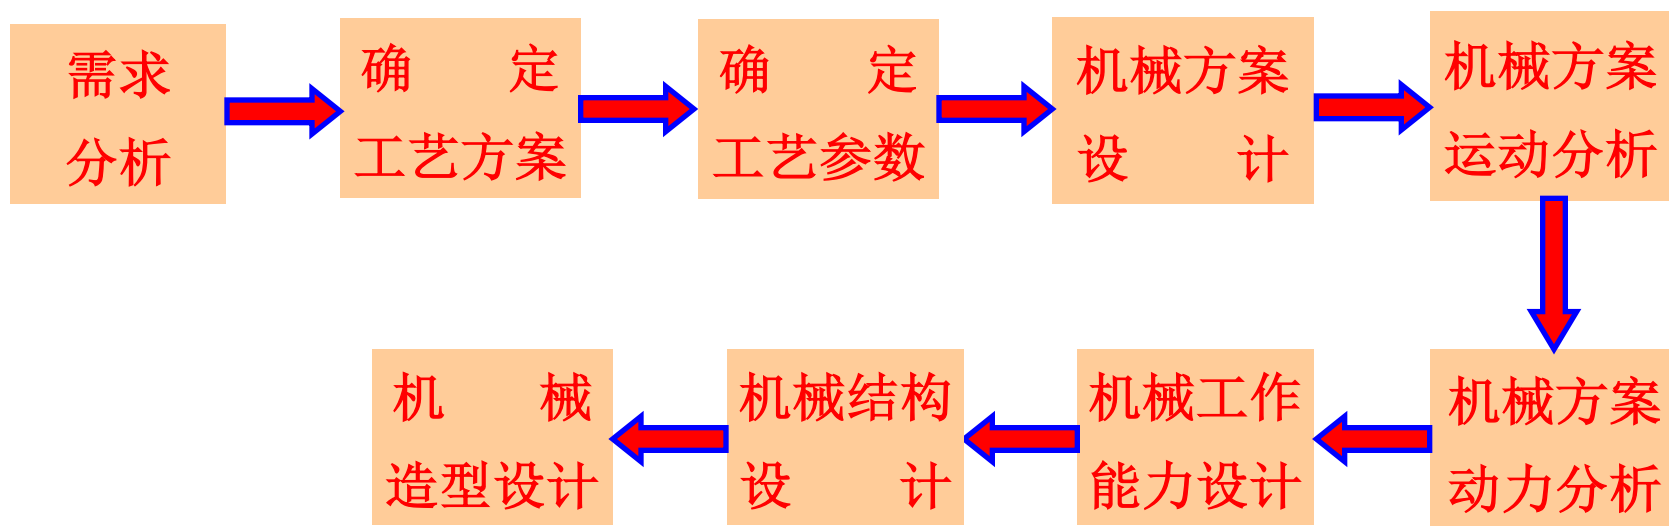 需求
分析
确 定
工艺方案
确 定
工艺参数
机械方案
设 计
机械方案
运动分析
机械方案
动力分析
机械工作
能力设计
机械结构
设 计
机 械
造型设计